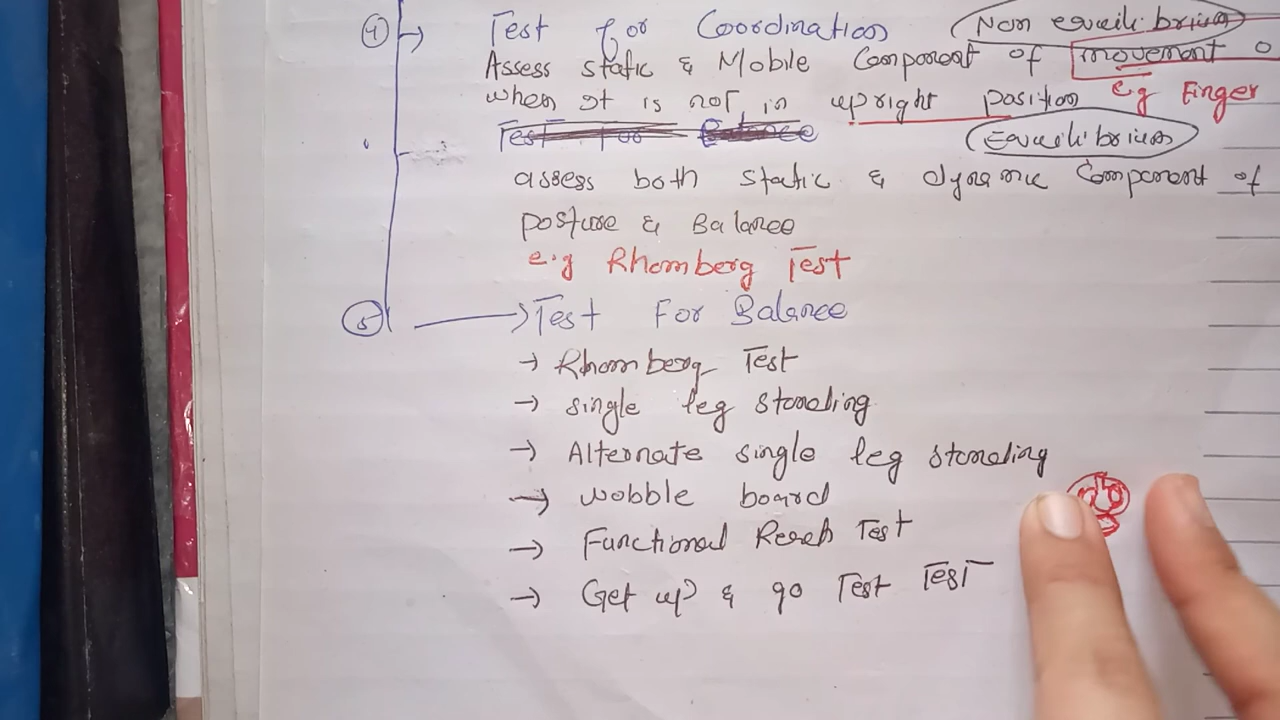 4 → Test for Coordination (Non equilibrium)
Assess static & Mobile Component of movement
when it is not in upright position e.g Finger
Test for Balance (Equilibrium)
assess both static & dynamic Component of
posture & Balance
e.g Rhomberg Test
5 → Test For Balance
→ Rhomberg Test
→ single leg standing
→ Alternate single leg standing
→ wobble board
→ Functional Reach Test
→ Get up & go Test Test